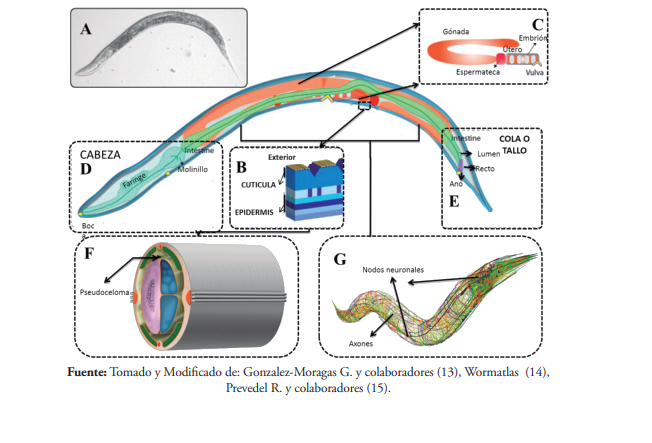 A
C
Gónada
Embrión
Útero
Espermateca
Vulva
CABEZA
D
Intestine
Molinillo
Faringe
Boc
B
Exterior
CUTICULA
EPIDERMIS
Intestine
COLA O
TALLO
Lumen
Recto
Ano
E
F
Pseudoceloma
G
Nodos neuronales
Axones
Fuente: Tomado y Modificado de: Gonzalez-Moragas G. y colaboradores (13), Wormatlas (14),
Prevedel R. y colaboradores (15).